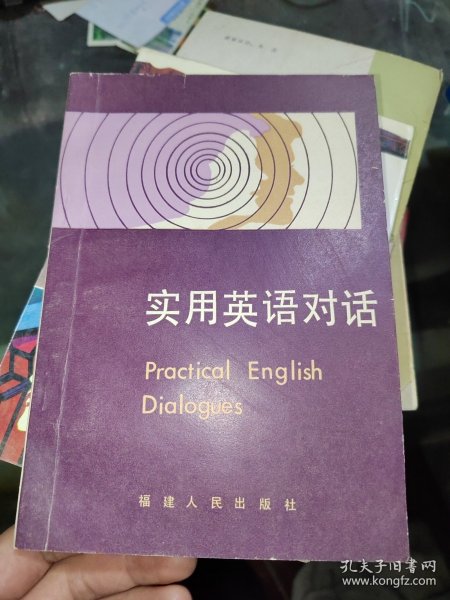 实用英语对话
Practical English
Dialogues
福建人民出版社
孔夫子旧书网
www.kongfz.com